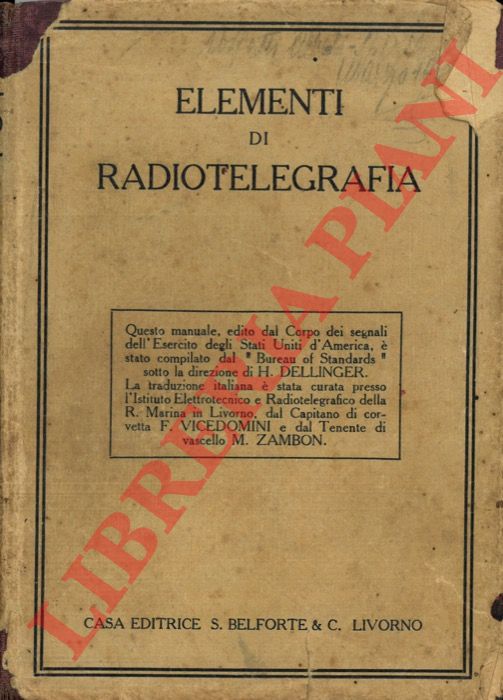 ELEMENTI
DI
RADIOTELEGRAFIA
Questo manuale, edito dal Corpo dei segnali
dell'Esercito degli Stati Uniti d'America, è
stato compilato dal "Bureau of Standards"
sotto la direzione di H. DELLINGER.
La traduzione italiana è stata curata presso
l'Istituto Elettrotecnico e Radiotelegrafico della
R. Marina in Livorno, dal Capitano di cor-
vetta F. VICEDOMINI e dal Tenente di
vascello M. ZAMBON.
CASA EDITRICE S. BELFORTE & C. LIVORNO
LIBRERIA PIANI